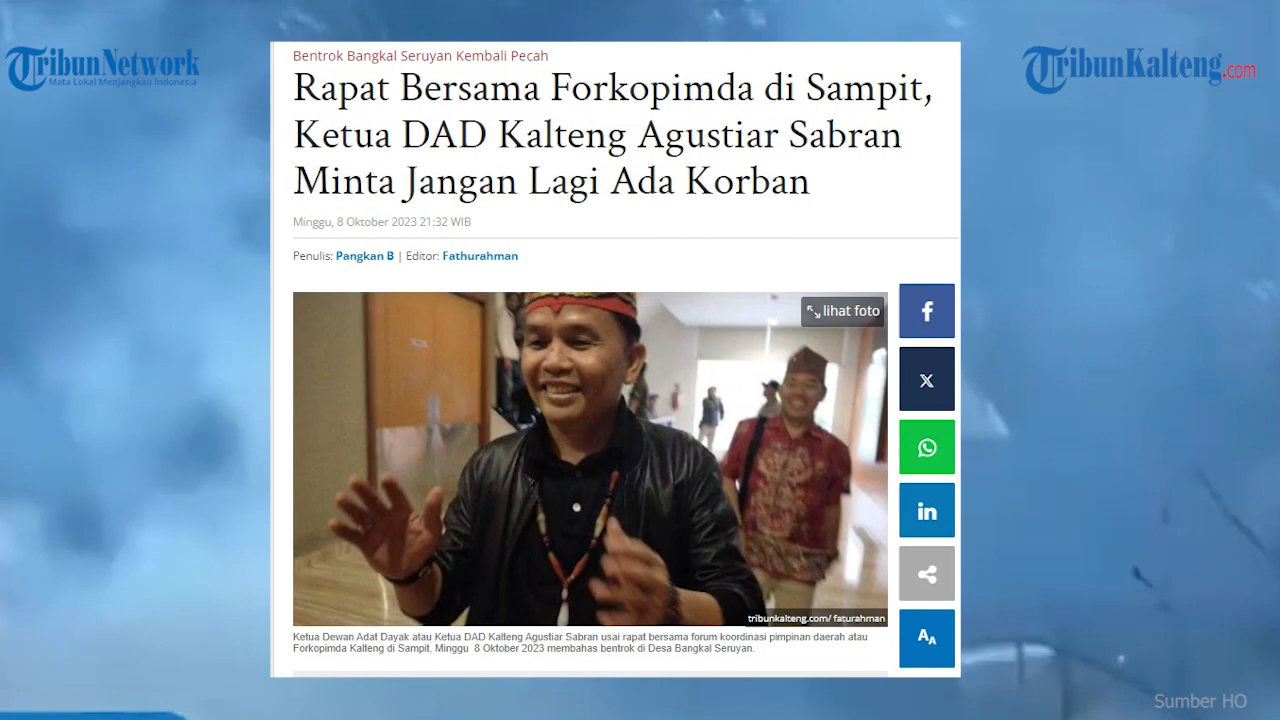 TribunNetwork
Mata Lokal Menjangkau Indonesia
TribunKalteng.com
Bentrok Bangkal Seruyan Kembali Pecah
Rapat Bersama Forkopimda di Sampit,
Ketua DAD Kalteng Agustiar Sabran
Minta Jangan Lagi Ada Korban
Minggu, 8 Oktober 2023 21:32 WIB
Penulis: Pangkan B | Editor: Fathurahman
lihat foto
f
X
in
AA
tribunkalteng.com/ faturahman
Ketua Dewan Adat Dayak atau Ketua DAD Kalteng Agustiar Sabran usai rapat bersama forum koordinasi pimpinan daerah atau
Forkopimda Kalteng di Sampit, Minggu 8 Oktober 2023 membahas bentrok di Desa Bangkal Seruyan.
Sumber HO